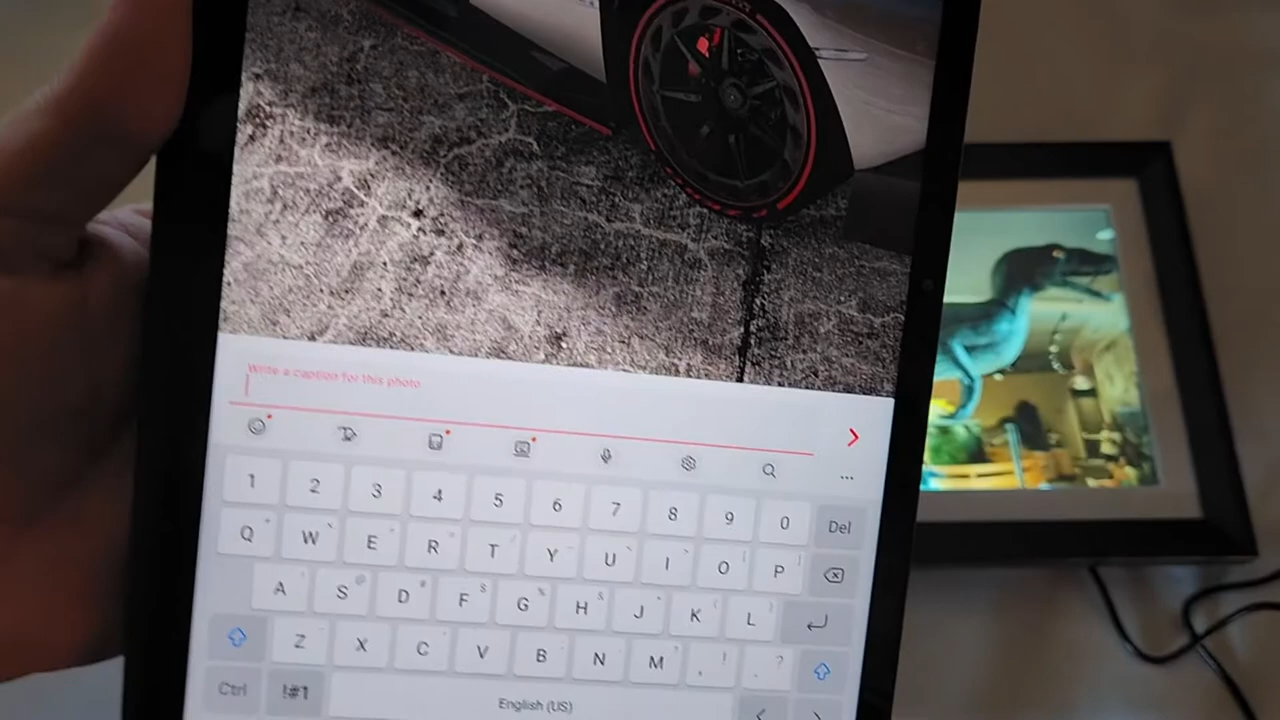 Write a caption for this photo
1 2 3 4 5 6 7 8 9 0 Del
Q W E R T Y U I O P
A S D F G H J K L
Z X C V B N M , ! . ?
Ctrl !#1 English (US) < >